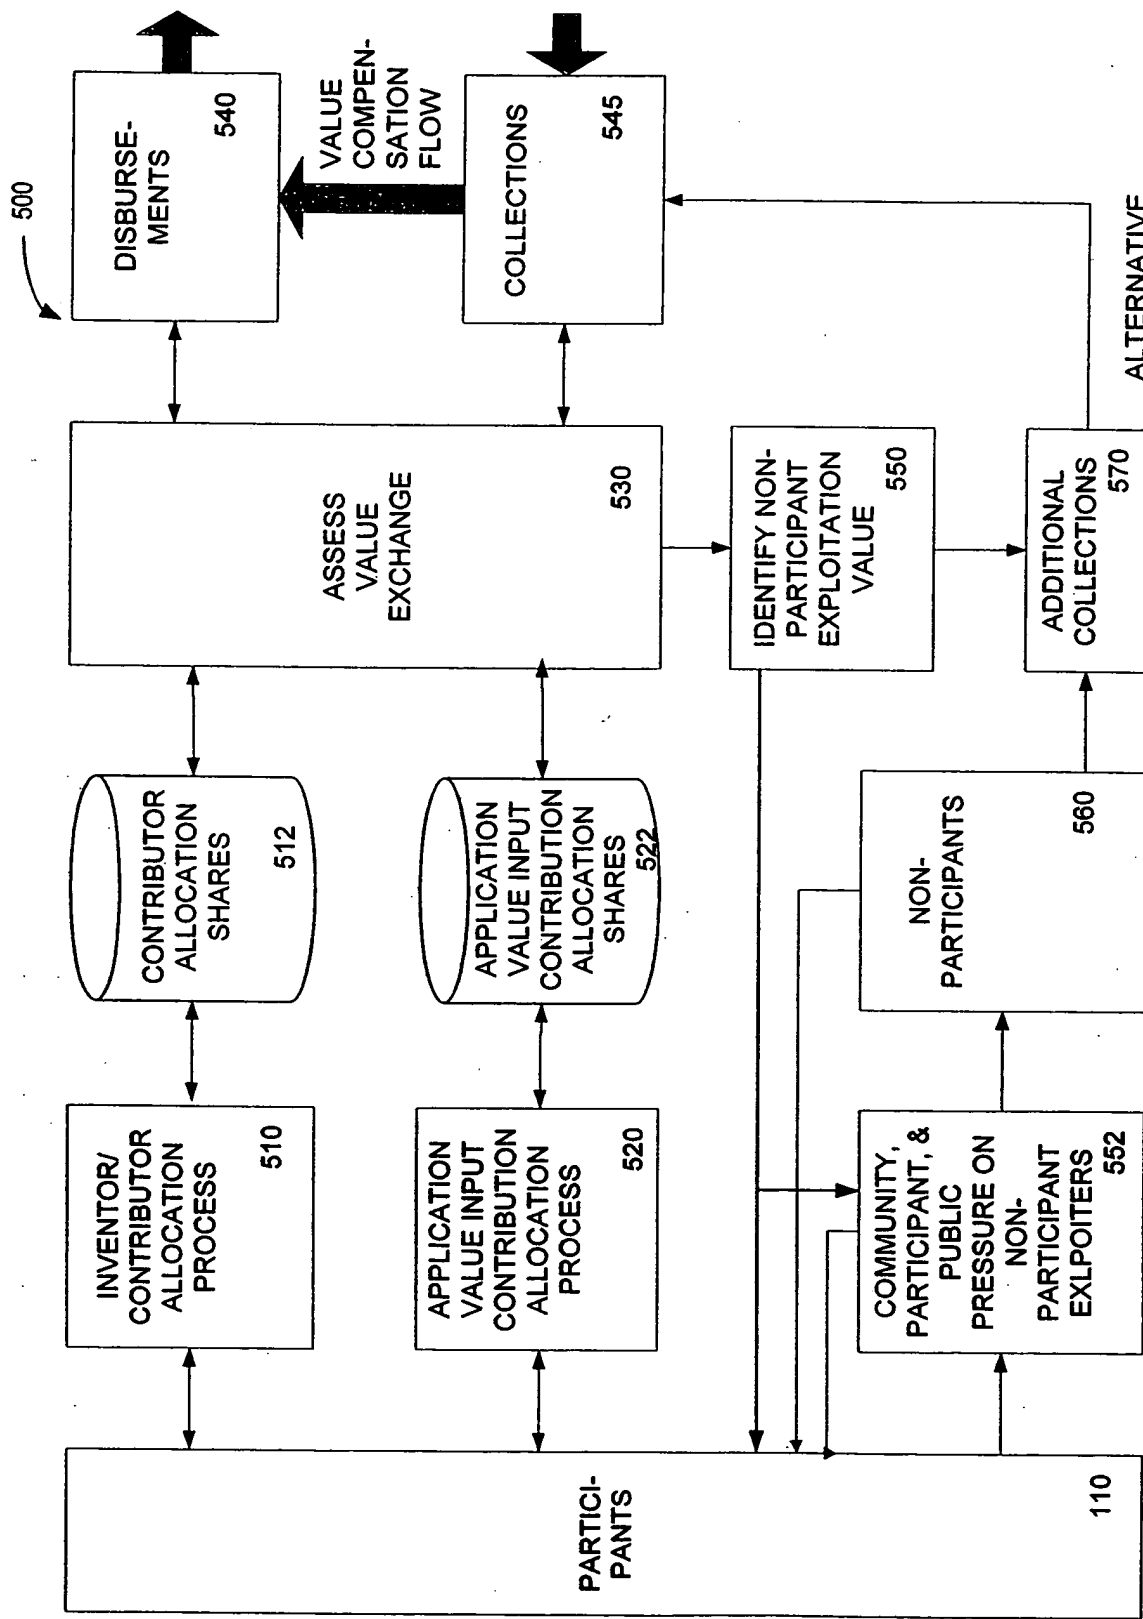 500
PARTICI-
PANTS
110
INVENTOR/
CONTRIBUTOR
ALLOCATION
PROCESS
510
CONTRIBUTOR
ALLOCATION
SHARES
512
ASSESS
VALUE
EXCHANGE
530
DISBURSE-
MENTS
540
VALUE
COMPEN-
SATION
FLOW
APPLICATION
VALUE INPUT
CONTRIBUTION
ALLOCATION
PROCESS
520
APPLICATION
VALUE INPUT
CONTRIBUTION
ALLOCATION
SHARES
522
COLLECTIONS
545
IDENTIFY NON-
PARTICIPANT
EXPLOITATION
VALUE
550
COMMUNITY,
PARTICIPANT, &
PUBLIC
PRESSURE ON
NON-
PARTICIPANT
EXLPOITERS
552
NON-
PARTICIPANTS
560
ADDITIONAL
COLLECTIONS
570
ALTERNATIVE